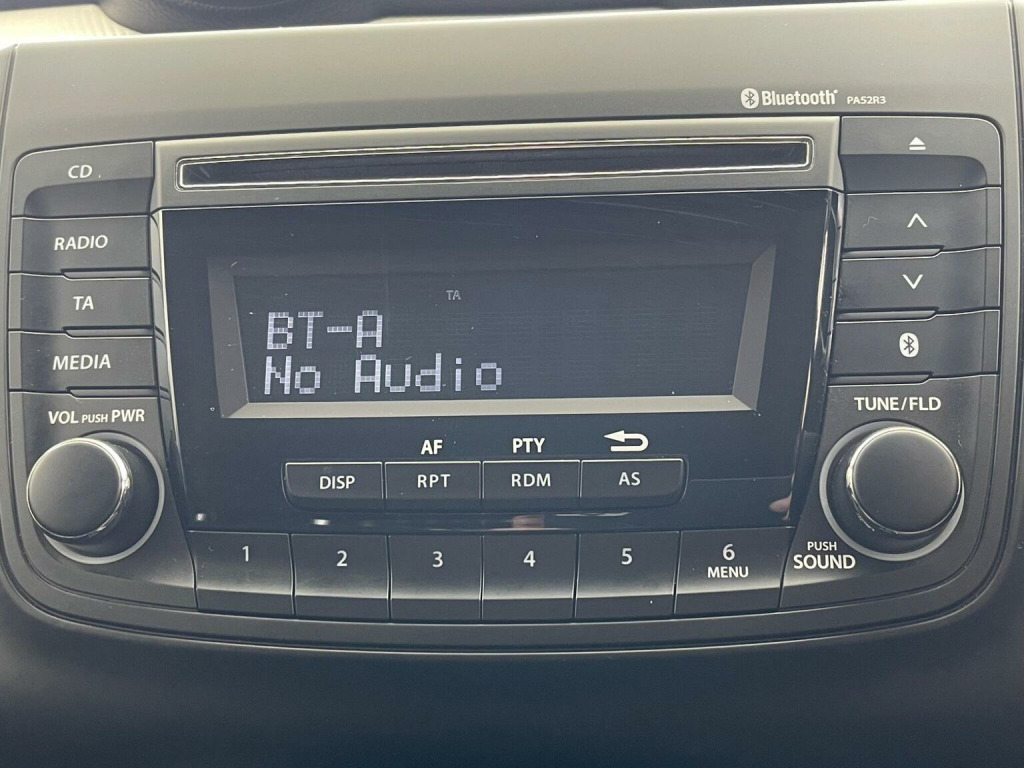 Bluetooth PA52R3
CD
RADIO
TA
MEDIA
VOL PUSH PWR
TA
BT-A
No Audio
TUNE/FLD
AF PTY
DISP RPT RDM AS
1 2 3 4 5 6
MENU
PUSH
SOUND